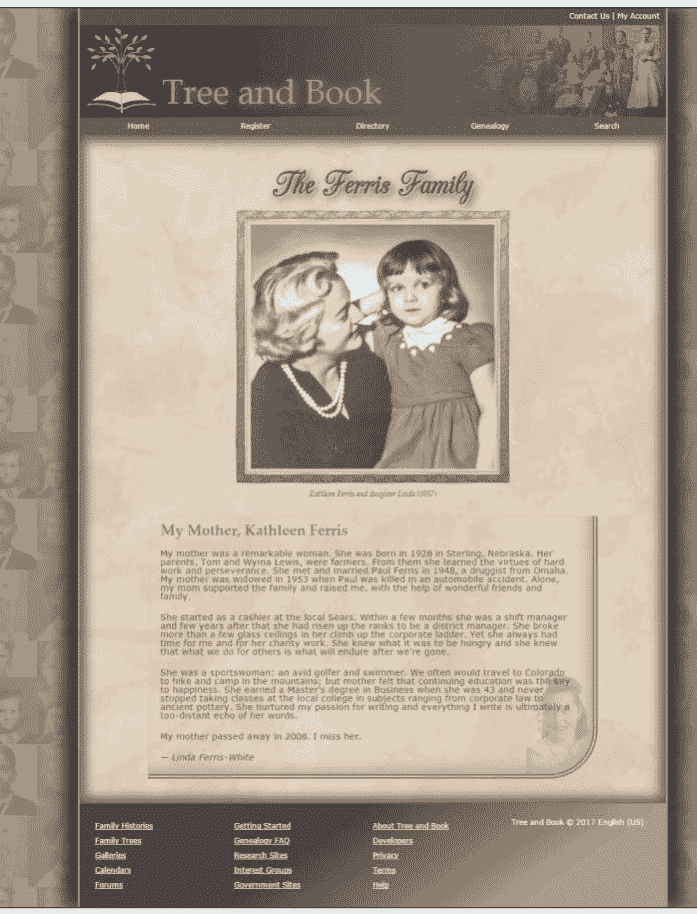 Contact Us | My Account
Tree and Book
Home Register Directory Genealogy Search
The Ferris Family
Kathleen Ferris and daughter Linda (1957)
My Mother, Kathleen Ferris
My mother was a remarkable woman. She was born in 1928 in Sterling, Nebraska. Her
parents, Tom and Wyma Lewis, were farmers. From them she learned the virtues of hard
work and perseverance. She met and married Paul Ferris in 1948, a druggist from Omaha.
My mother was widowed in 1953 when Paul was killed in an automobile accident. Alone,
my mom supported the family and raised me, with the help of wonderful friends and
family.
She started as a cashier at the local Sears. Within a few months she was a shift manager
and few years after that she had risen up the ranks to be a district manager. She broke
more than a few glass ceilings in her climb up the corporate ladder. Yet she always had
time for me and for her charity work. She knew what it was to be hungry and she knew
that what we do for others is what will endure after we're gone.
She was a sportswoman: an avid golfer and swimmer. We often would travel to Colorado
to hike and camp in the mountains; but mother felt that continuing education was the key
to happiness. She earned a Master's degree in Business when she was 43 and never
stopped taking classes at the local college in subjects ranging from corporate law to
ancient pottery. She nurtured my passion for writing and everything I write is ultimately a
too-distant echo of her words.
My mother passed away in 2008. I miss her.
— Linda Ferris-White
Family Histories Getting Started About Tree and Book Tree and Book © 2017 English (US)
Family Trees Genealogy FAQ Developers
Galleries Research Sites Privacy
Calendars Interest Groups Terms
Forums Government Sites Help